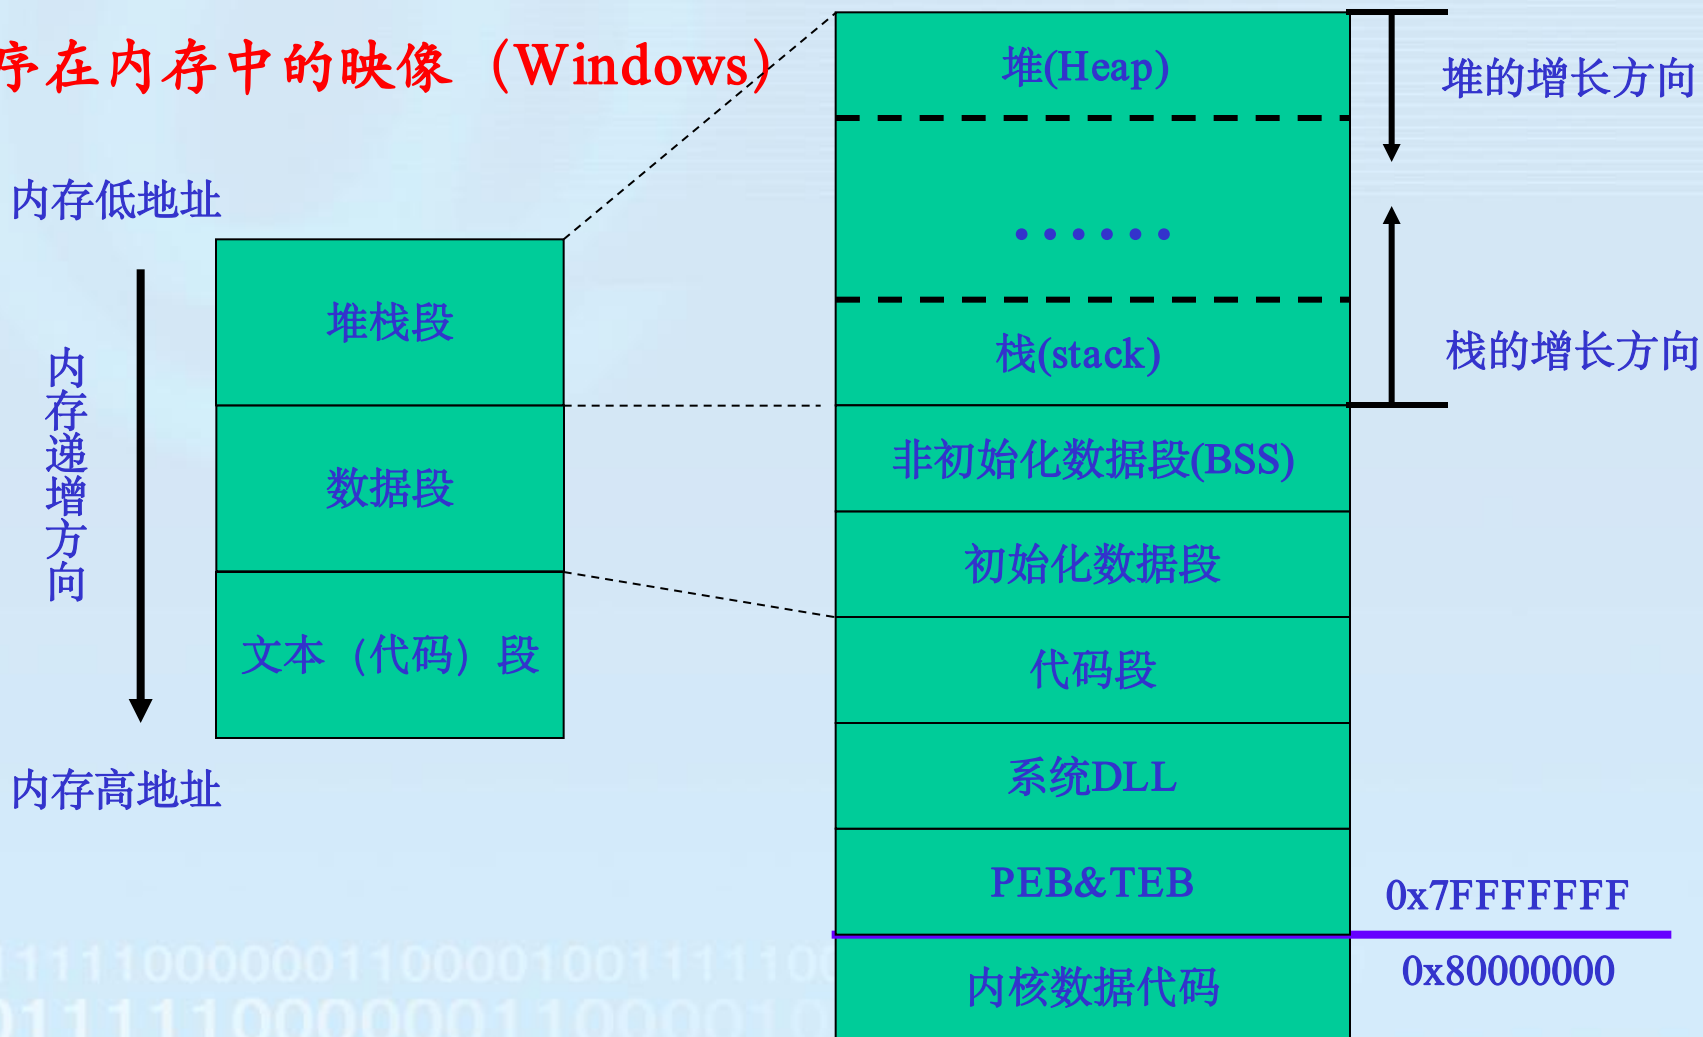 序在内存中的映像（Windows）
内存低地址
内存递增方向
内存高地址
堆栈段
数据段
文本（代码）段
堆(Heap)
······
栈(stack)
非初始化数据段(BSS)
初始化数据段
代码段
系统DLL
PEB&TEB
内核数据代码
堆的增长方向
栈的增长方向
0x7FFFFFFF
0x80000000